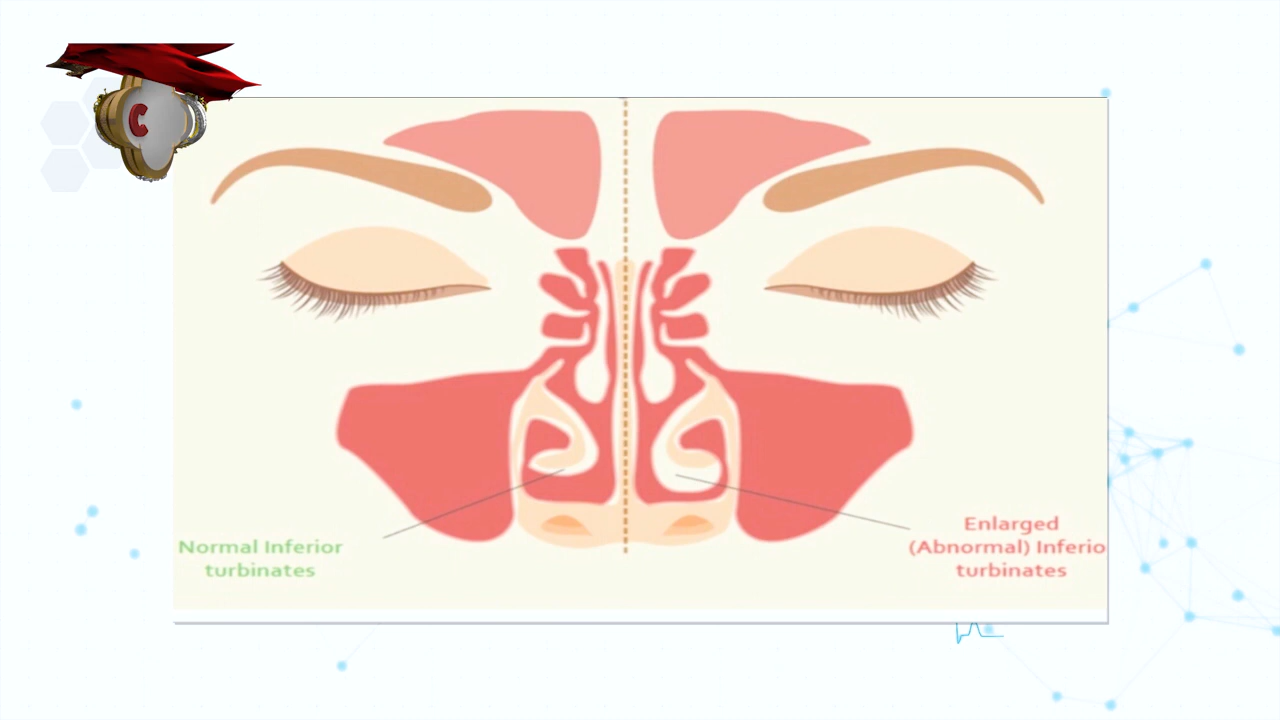 C
Normal Inferior
turbinates
Enlarged
(Abnormal) Inferio
turbinates